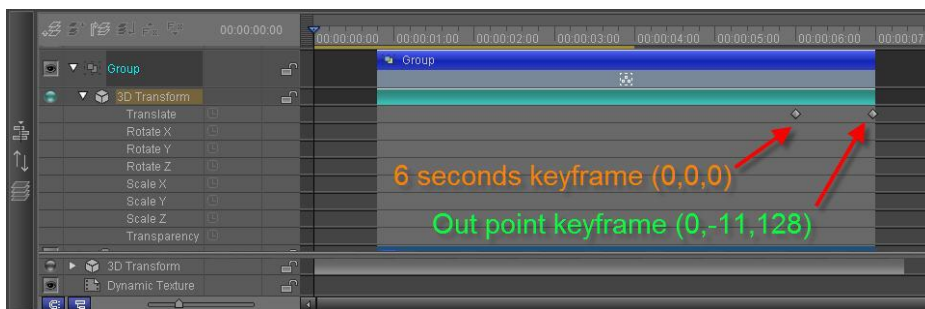 00:00:00:00
00:00:00:00 00:00:01:00 00:00:02:00 00:00:03:00 00:00:04:00 00:00:05:00 00:00:06:00 00:00:07
Group
Group
3D Transform
Translate
Rotate X
Rotate Y
Rotate Z
Scale X
Scale Y
Scale Z
Transparency
6 seconds keyframe (0,0,0)
Out point keyframe (0,-11,128)
3D Transform
Dynamic Texture